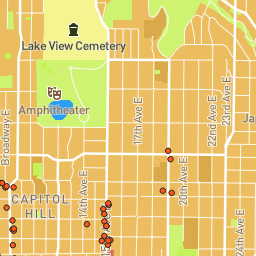 Lake View Cemetery
Amphitheater
Broadway E
17th Ave E
22nd Ave E
23rd Ave E
Ja
CAPITOL
HILL
14th Ave E
20th Ave E
24th Ave E